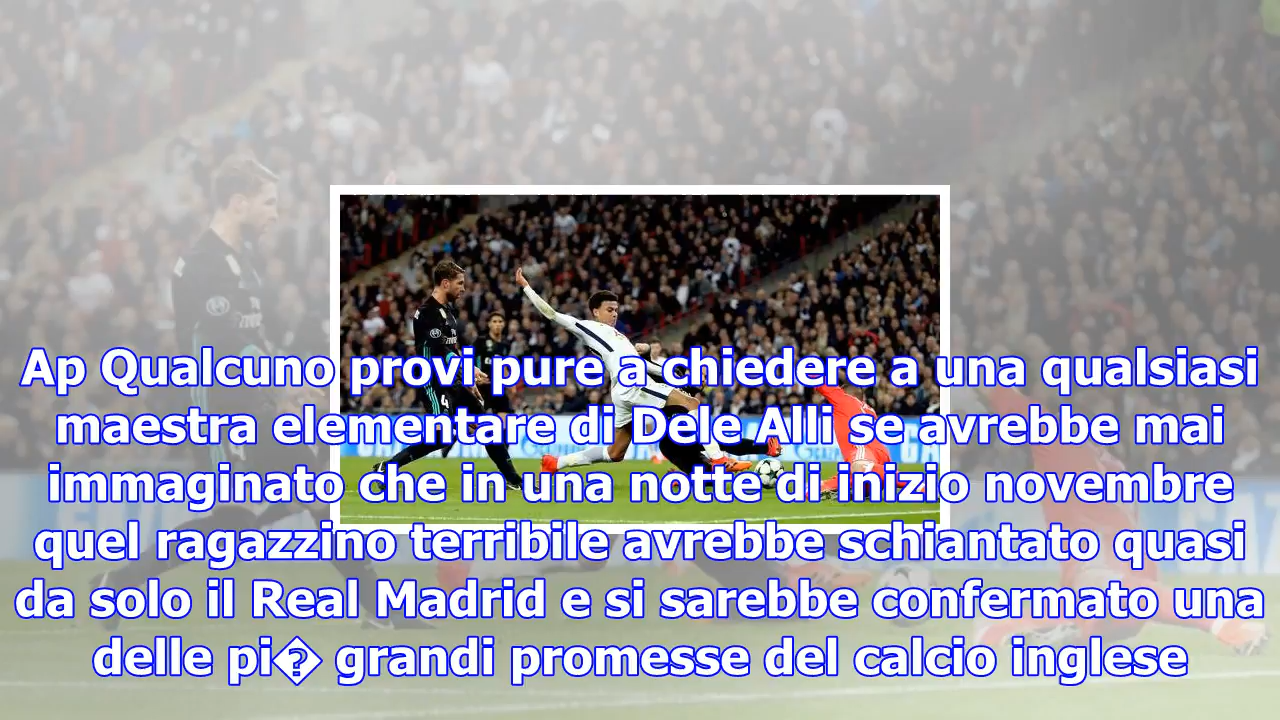 Ap Qualcuno provi pure a chiedere a una qualsiasi
maestra elementare di Dele Alli se avrebbe mai
immaginato che in una notte di inizio novembre
quel ragazzino terribile avrebbe schiantato quasi
da solo il Real Madrid e si sarebbe confermato una
delle pi� grandi promesse del calcio inglese
4